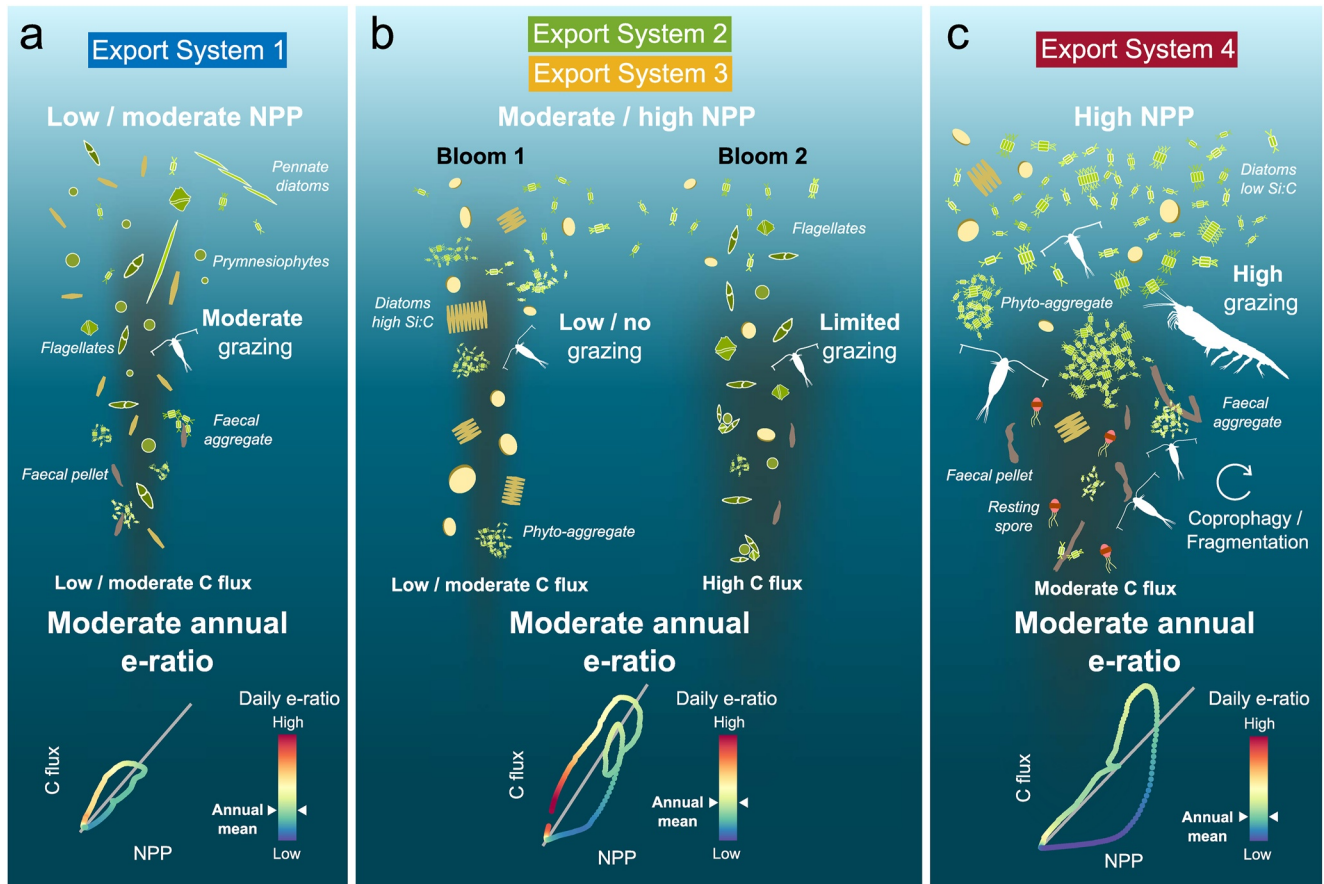 a
Export System 1
Low / moderate NPP
Pennate
diatoms
Prymnesiophytes
Moderate
grazing
Flagellates
Faecal
aggregate
Faecal pellet
Low / moderate C flux
Moderate annual
e-ratio
Daily e-ratio
High
C flux
Annual
mean
Low
NPP
b
Export System 2
Export System 3
Moderate / high NPP
Bloom 1
Bloom 2
Flagellates
Diatoms
high Si:C
Low / no
grazing
Limited
grazing
Phyto-aggregate
Low / moderate C flux
High C flux
Moderate annual
e-ratio
Daily e-ratio
High
C flux
Annual
mean
Low
NPP
c
Export System 4
High NPP
Diatoms
low Si:C
High
grazing
Phyto-aggregate
Faecal
aggregate
Faecal pellet
Resting
spore
Coprophagy /
Fragmentation
Moderate C flux
Moderate annual
e-ratio
Daily e-ratio
High
C flux
Annual
mean
Low
NPP